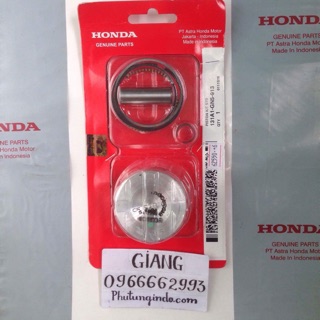 HONDA
GENUINE PARTS
PT Astra Honda Motor
Jakarta - Indonesia
Made in Indonesia
HONDA
GENUINE PARTS
PT Astra Honda Motor
Made in Indonesia
HONDA
GENUINE PARTS
PT Astra Honda Motor
Made in Indonesia
GIANG
0966662993
Phutungindo.com